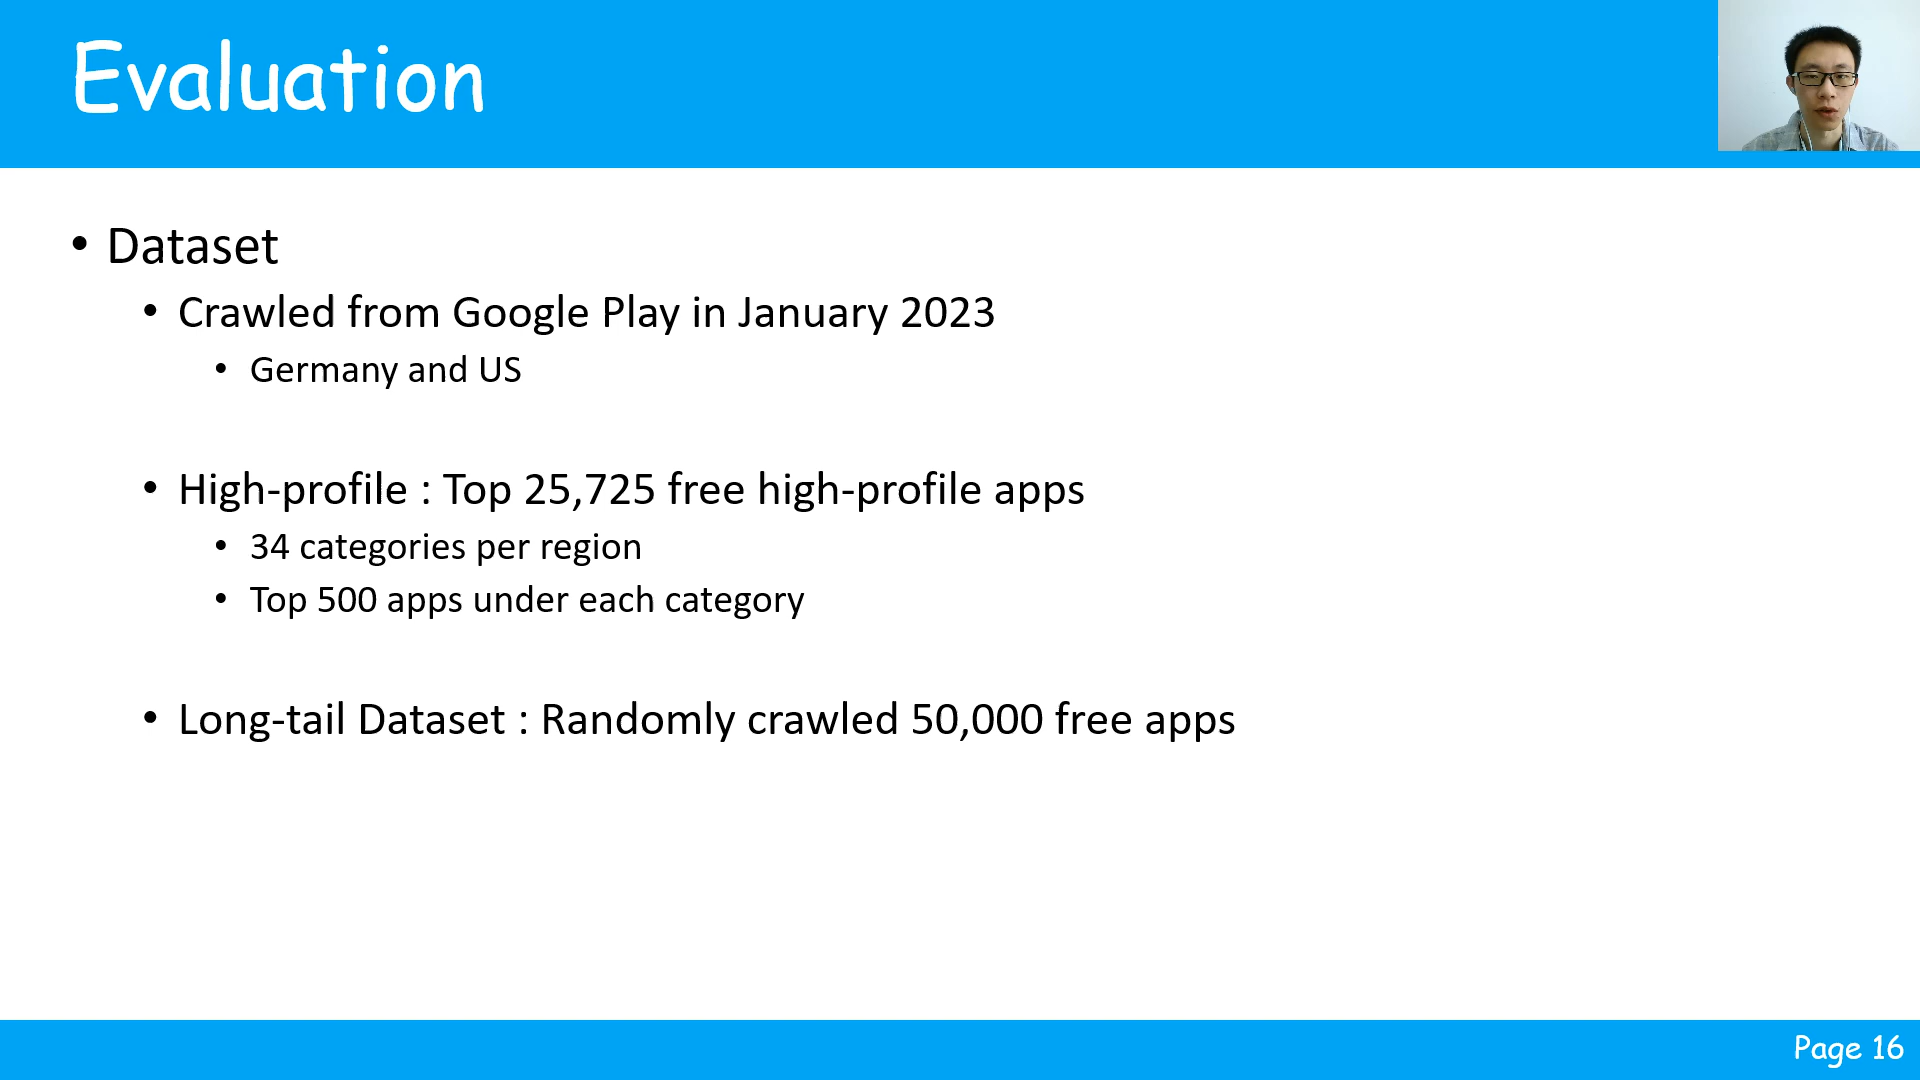 Evaluation
• Dataset
• Crawled from Google Play in January 2023
• Germany and US
• High-profile : Top 25,725 free high-profile apps
• 34 categories per region
• Top 500 apps under each category
• Long-tail Dataset : Randomly crawled 50,000 free apps
Page 16